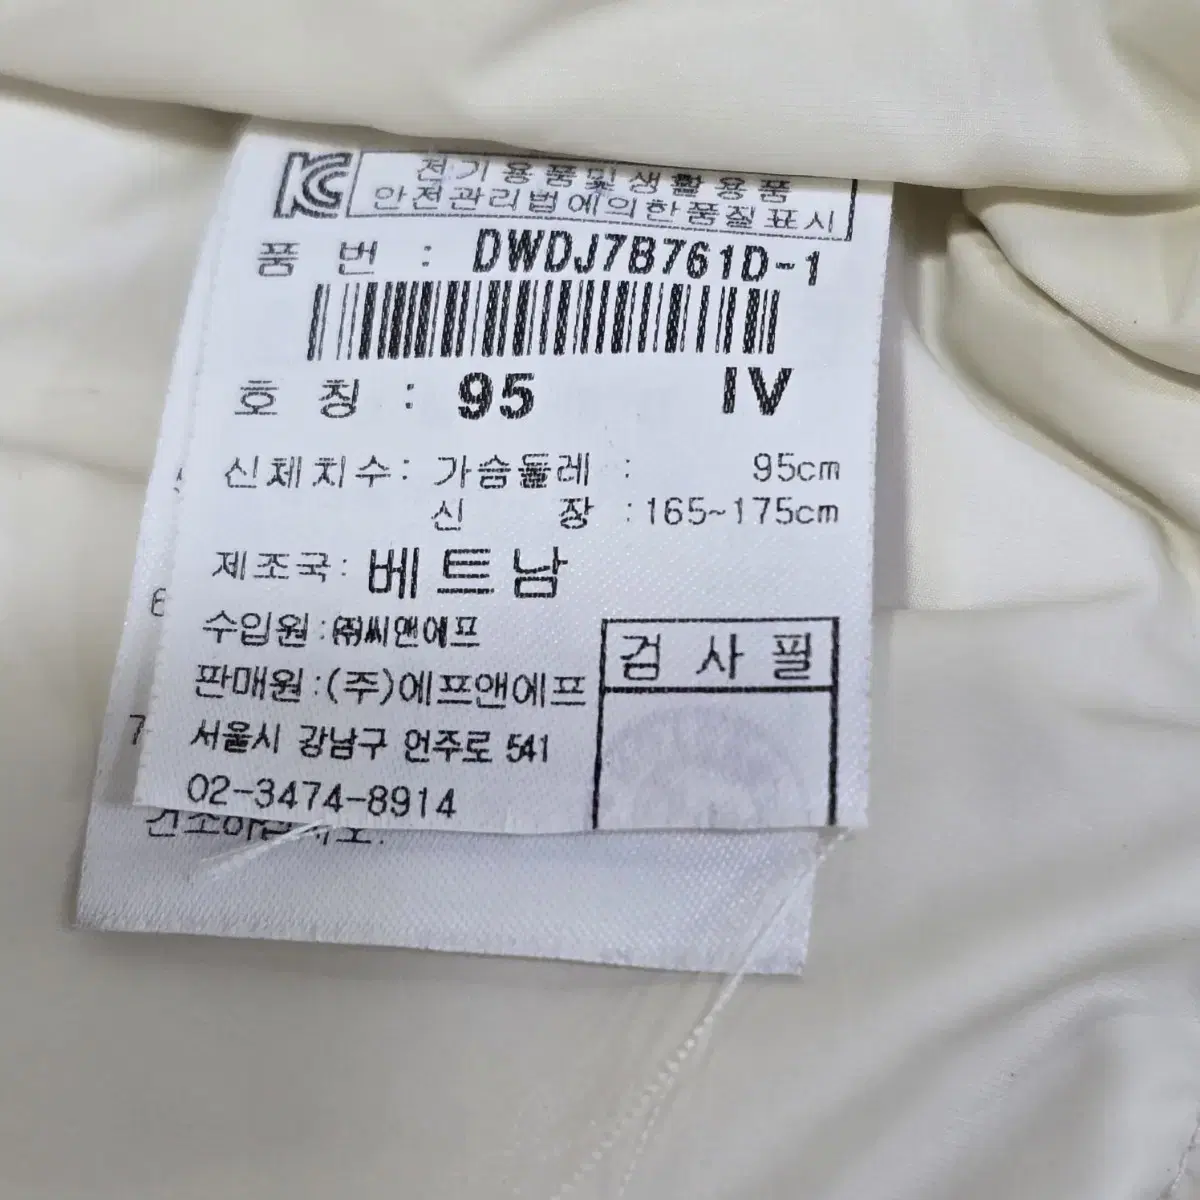 KC 전기용품및생활용품
안전관리법에의한품질표시
품 번 : DWDJ7B761D-1
호 칭 : 95 IV
신체치수: 가슴둘레 : 95cm
신 장 :165~175cm
제조국: 베트남
수입원:㈜씨앤에프
판매원:(주)에프앤에프
서울시 강남구 언주로 541
02-3474-8914
검 사 필
6
7